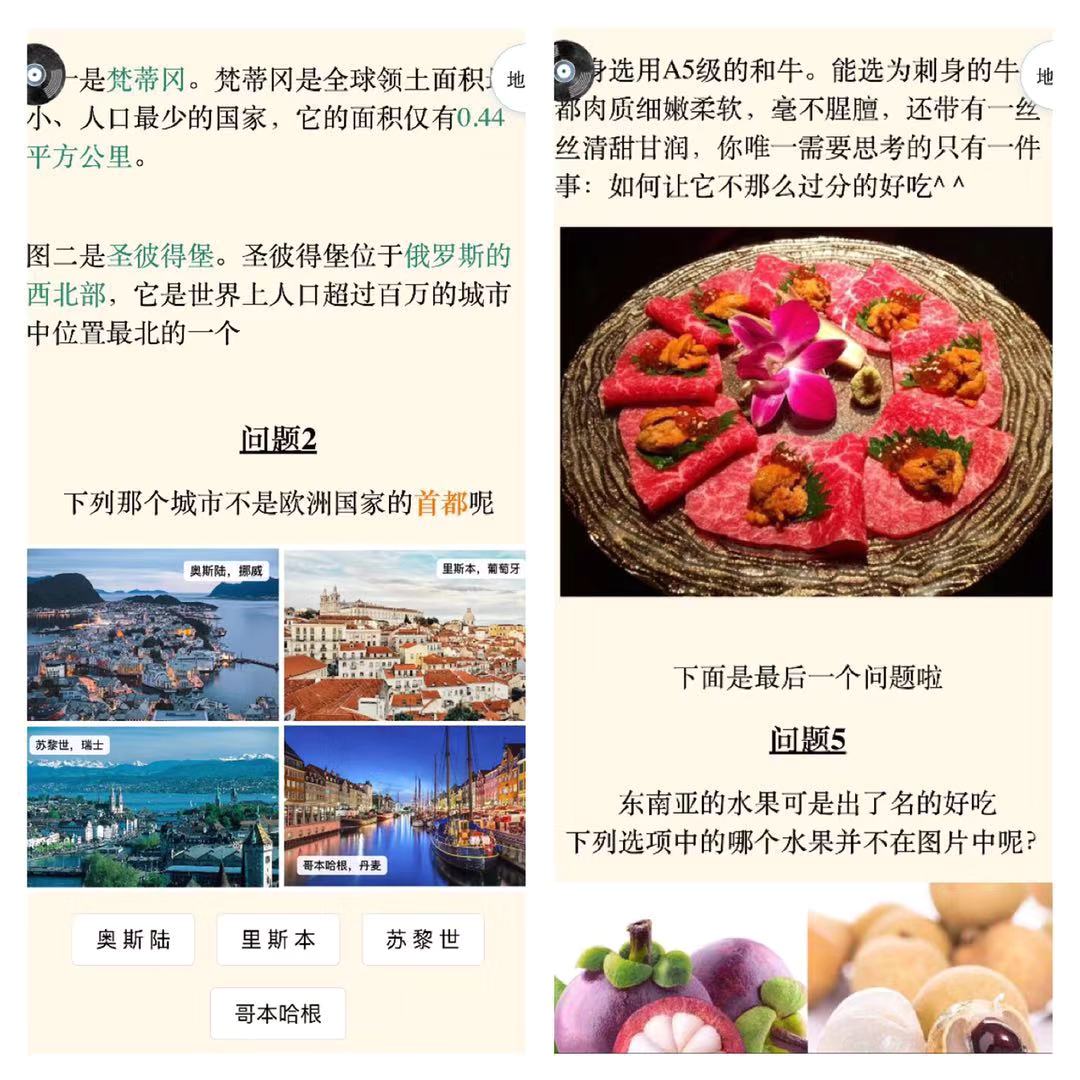 一是梵蒂冈。梵蒂冈是全球领土面积
小、人口最少的国家，它的面积仅有0.44
平方公里。
图二是圣彼得堡。圣彼得堡位于俄罗斯的
西北部，它是世界上人口超过百万的城市
中位置最北的一个
问题2
下列那个城市不是欧洲国家的首都呢
奥斯陆，挪威
里斯本，葡萄牙
苏黎世，瑞士
哥本哈根，丹麦
奥斯陆
里斯本
苏黎世
哥本哈根
地
身选用A5级的和牛。能选为刺身的牛
都肉质细嫩柔软，毫不腥膻，还带有一丝
丝清甜甘润，你唯一需要思考的只有一件
事：如何让它不那么过分的好吃^ ^
下面是最后一个问题啦
问题5
东南亚的水果可是出了名的好吃
下列选项中的哪个水果并不在图片中呢?
地